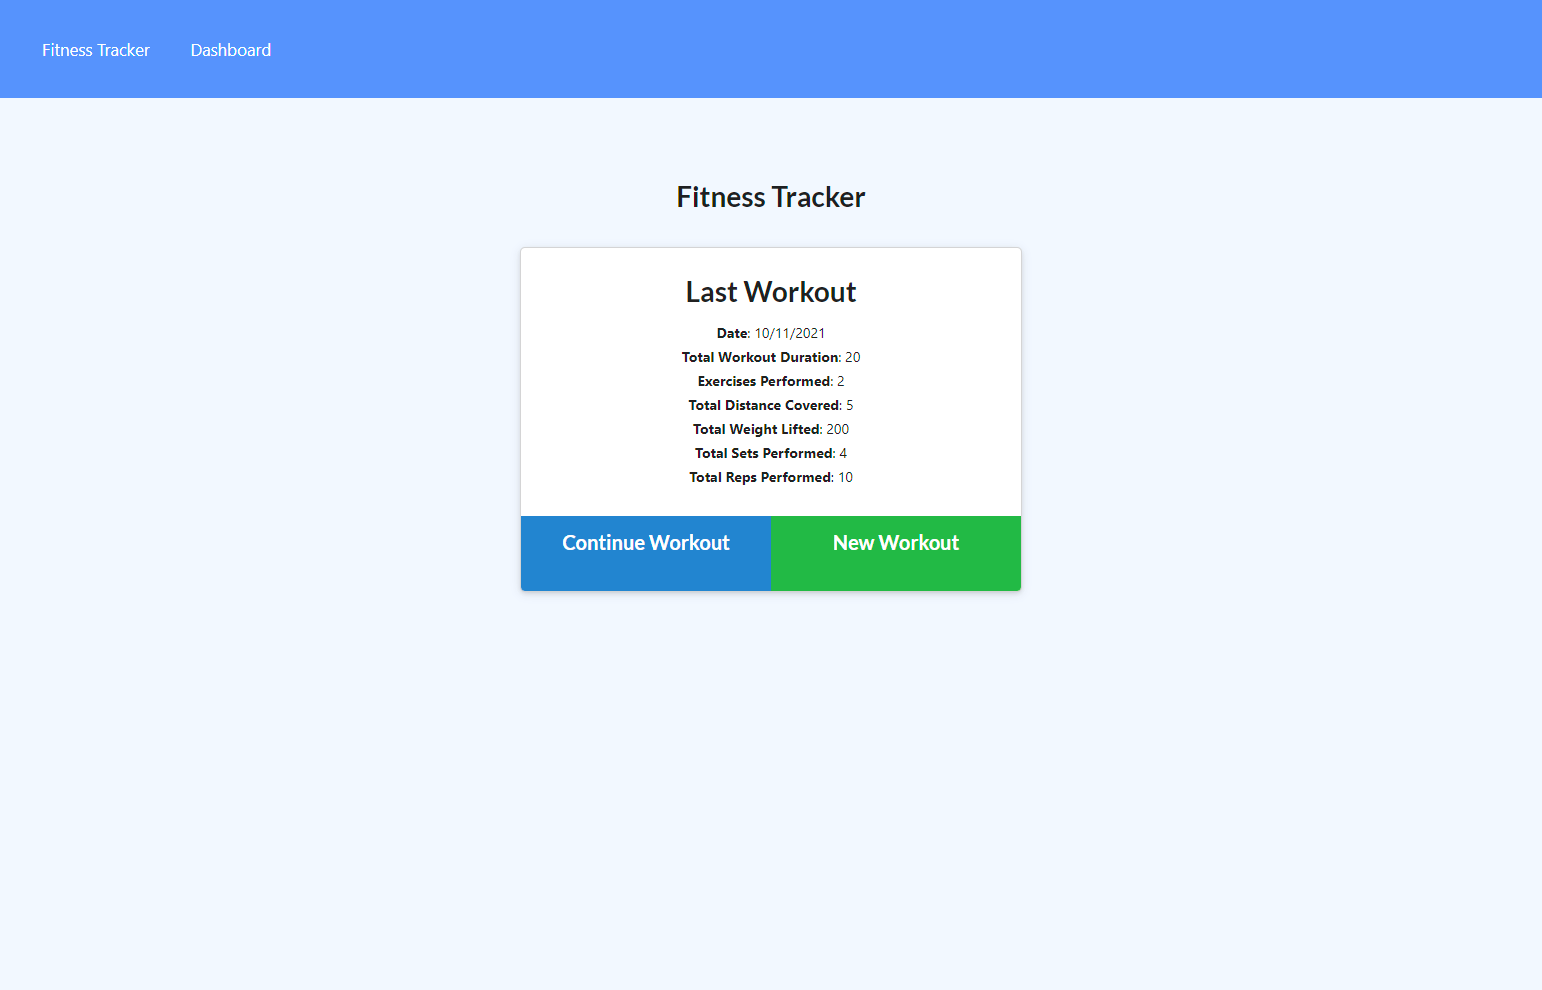 Fitness Tracker Dashboard
Fitness Tracker
Last Workout
Date: 10/11/2021
Total Workout Duration: 20
Exercises Performed: 2
Total Distance Covered: 5
Total Weight Lifted: 200
Total Sets Performed: 4
Total Reps Performed: 10
Continue Workout New Workout